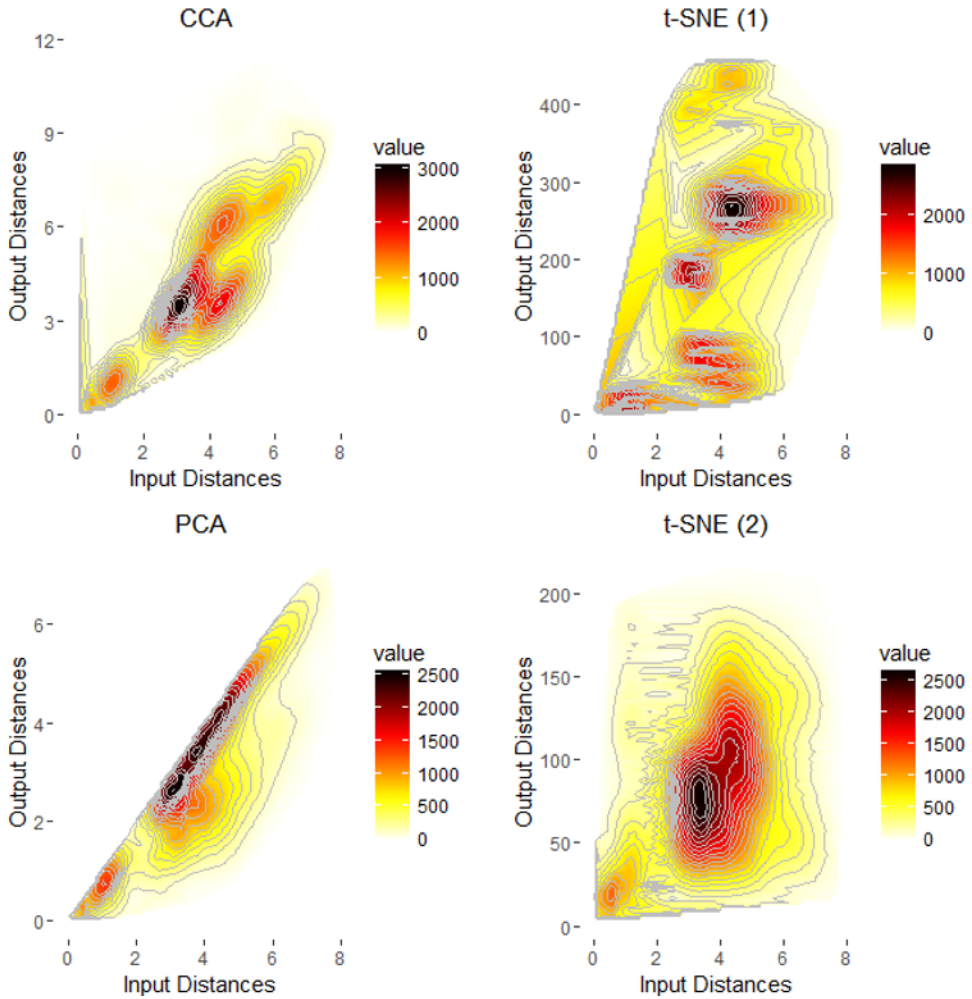 CCA
12
9
6
3
0
Output Distances
0 2 4 6 8
Input Distances
value
3000
2000
1000
0
t-SNE (1)
400
300
200
100
0
Output Distances
0 2 4 6 8
Input Distances
value
2000
1000
0
PCA
6
4
2
0
Output Distances
0 2 4 6 8
Input Distances
value
2500
2000
1500
1000
500
0
t-SNE (2)
200
150
100
50
0
Output Distances
0 2 4 6 8
Input Distances
value
2500
2000
1500
1000
500
0